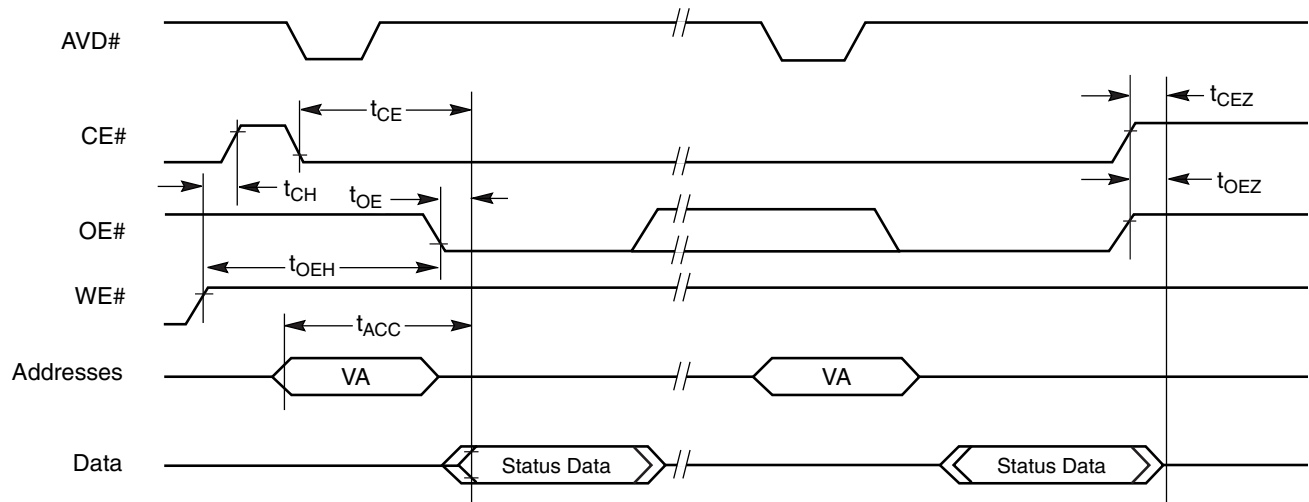 AVD#
tCE
tCEZ
CE#
tCH
tOE
tOEZ
OE#
tOEH
WE#
tACC
Addresses
VA
VA
Data
Status Data
Status Data